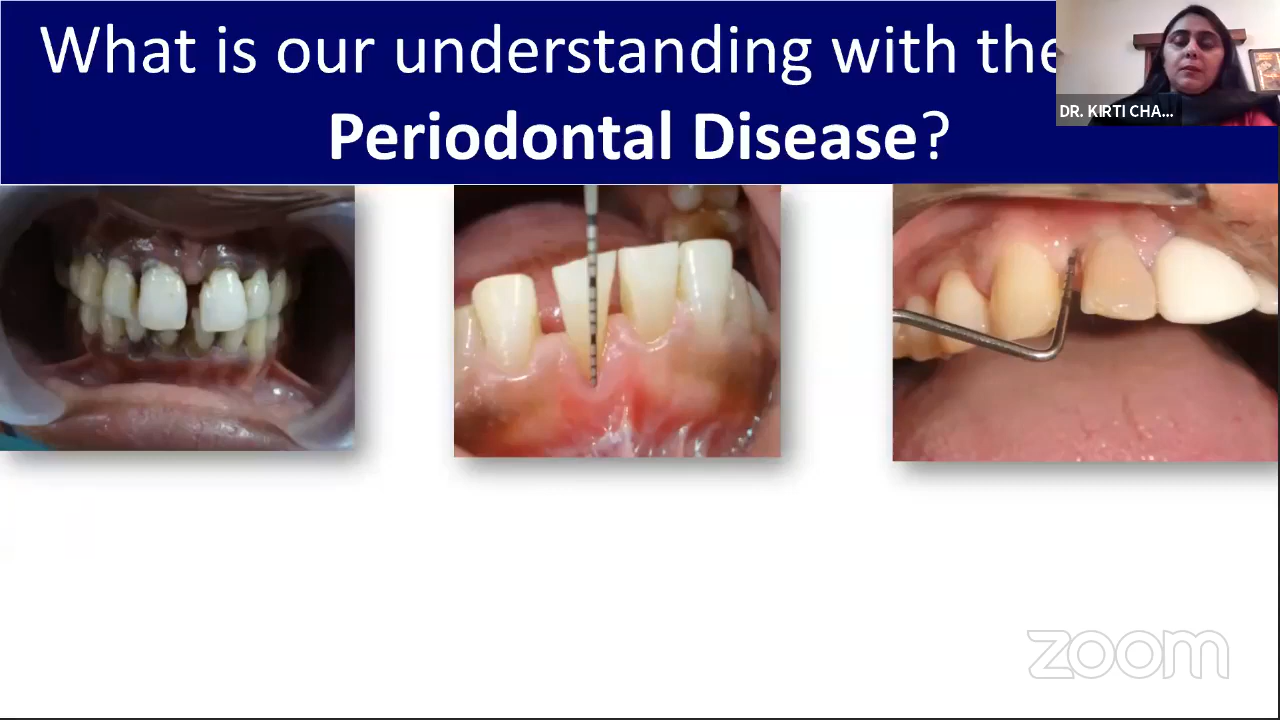 What is our understanding with the
Periodontal Disease?
DR. KIRTI CHA...
zoom